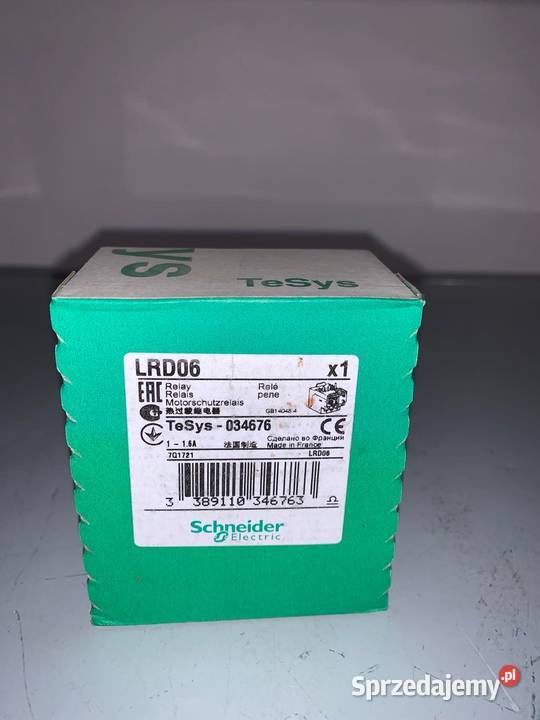 ys
TeSys
LRD06 x1
EAC Relay Relé
Relais реле
Motorschutzrelais
热过载继电器 GB14048.4
TeSys - 034676
1 - 1.6A 法国制造 Сделано во Франции
Made in France
7Q1721 LRD06
3 389110 346763
Schneider
Electric
Sprzedajemy.pl